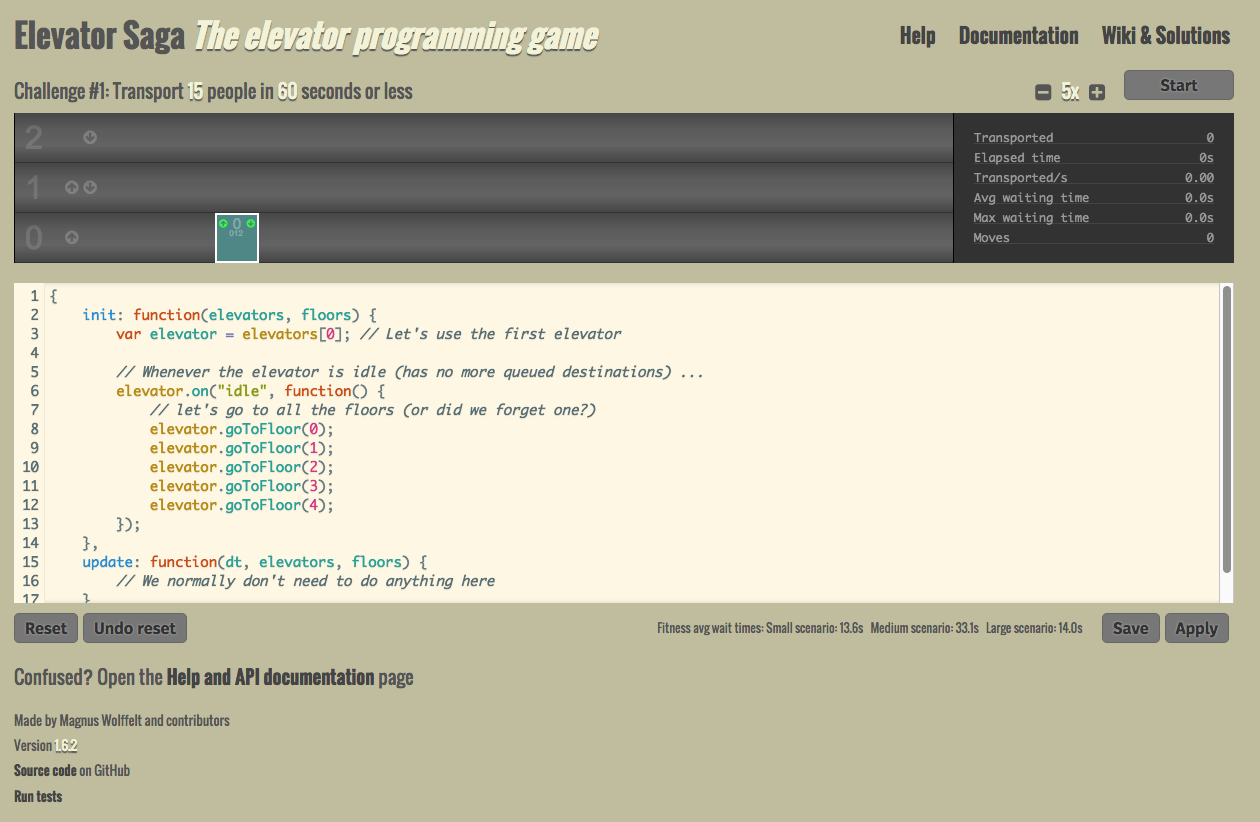 Elevator Saga The elevator programming game
Help Documentation Wiki & Solutions
Challenge #1: Transport 15 people in 60 seconds or less
5x
Start
2
1
0
0
012
Transported 0
Elapsed time 0s
Transported/s 0.00
Avg waiting time 0.0s
Max waiting time 0.0s
Moves 0
1 {
2 init: function(elevators, floors) {
3 var elevator = elevators[0]; // Let's use the first elevator
4
5 // Whenever the elevator is idle (has no more queued destinations) ...
6 elevator.on("idle", function() {
7 // let's go to all the floors (or did we forget one?)
8 elevator.goToFloor(0);
9 elevator.goToFloor(1);
10 elevator.goToFloor(2);
11 elevator.goToFloor(3);
12 elevator.goToFloor(4);
13 });
14 },
15 update: function(dt, elevators, floors) {
16 // We normally don't need to do anything here
17 }
Reset Undo reset
Fitness avg wait times: Small scenario: 13.6s Medium scenario: 33.1s Large scenario: 14.0s
Save Apply
Confused? Open the Help and API documentation page
Made by Magnus Wolffelt and contributors
Version 1.6.2
Source code on GitHub
Run tests